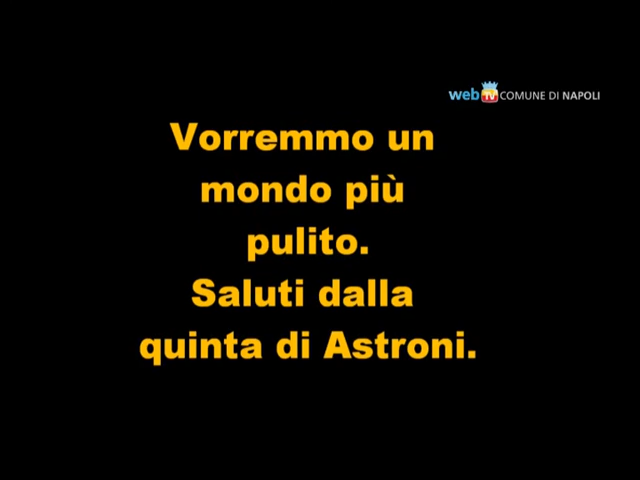 web tv COMUNE DI NAPOLI
Vorremmo un
mondo più
pulito.
Saluti dalla
quinta di Astroni.